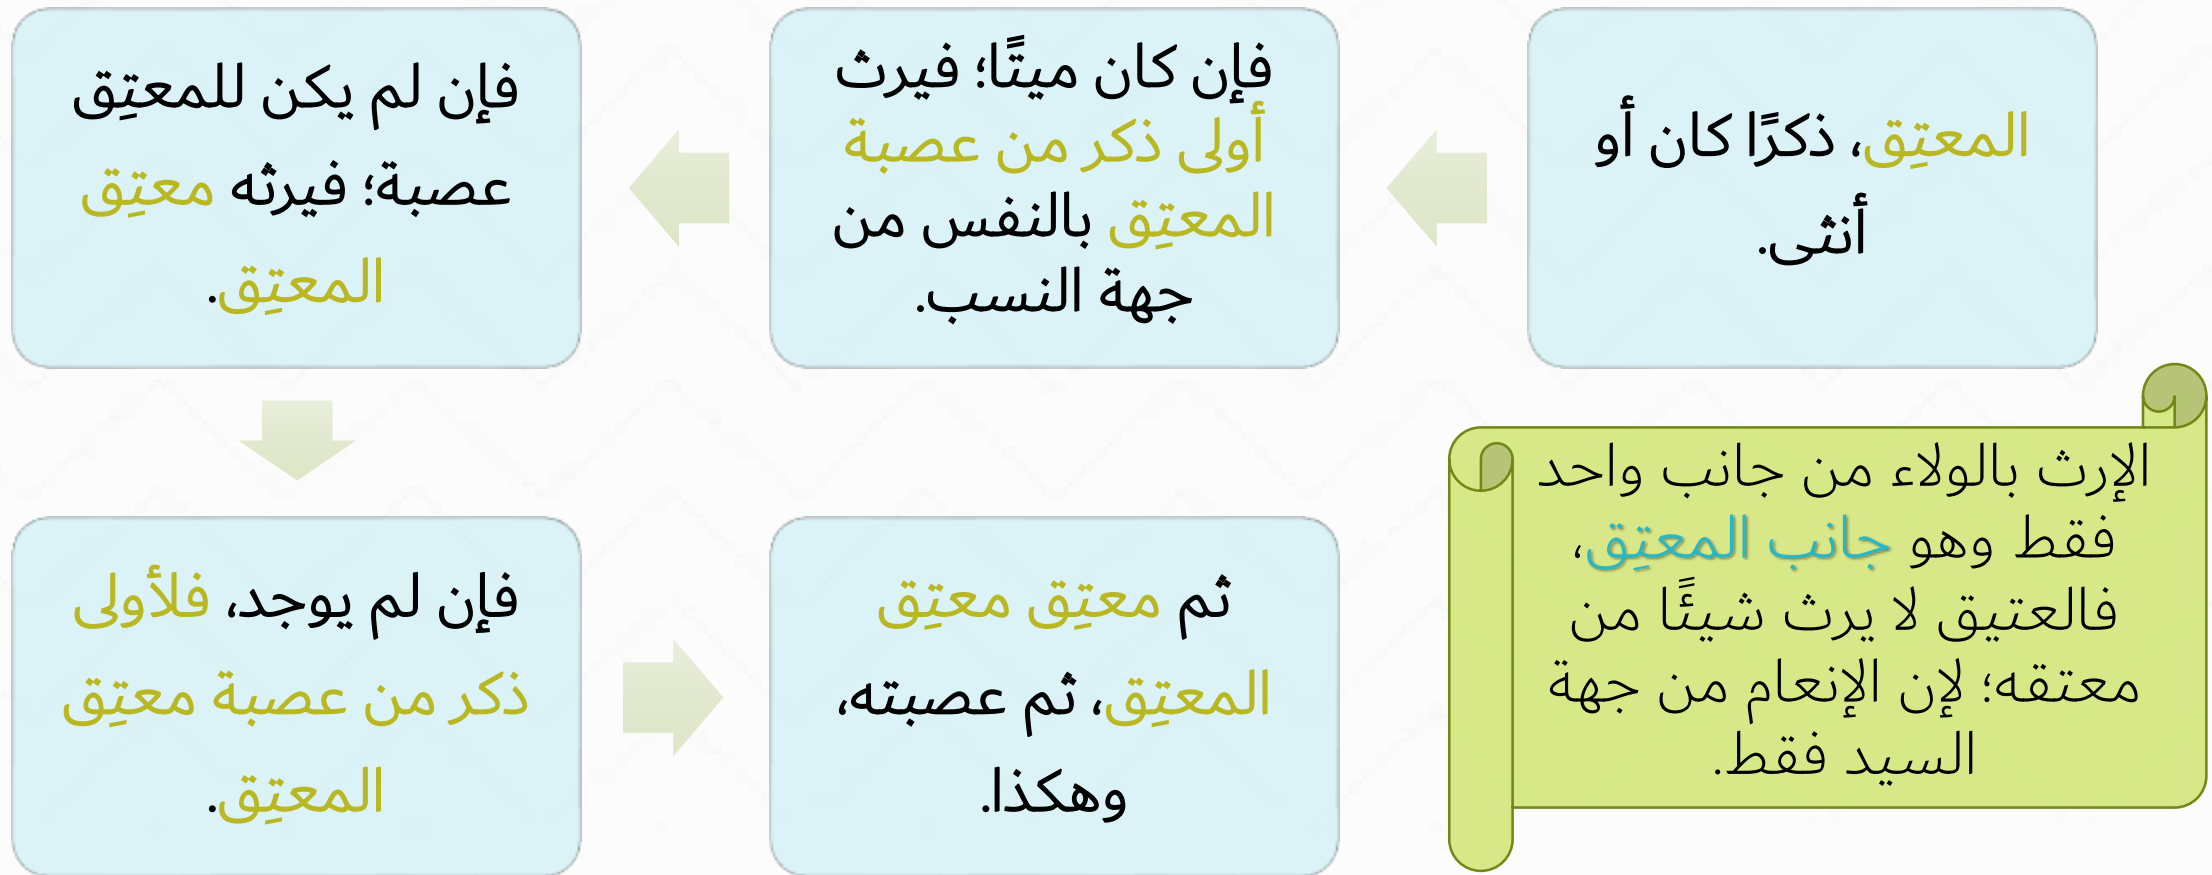 المعتِق، ذكرًا كان أو
أنثى.
فإن كان ميتًا؛ فيرث
أولى ذكر من عصبة
المعتِق بالنفس من
جهة النسب.
فإن لم يكن للمعتِق
عصبة؛ فيرثه معتِق
المعتِق.
فإن لم يوجد، فلأولى
ذكر من عصبة معتِق
المعتِق.
ثم معتِق معتِق
المعتِق، ثم عصبته،
وهكذا.
الإرث بالولاء من جانب واحد
فقط وهو جانب المعتِق،
فالعتيق لا يرث شيئًا من
معتقه؛ لإن الإنعام من جهة
السيد فقط.